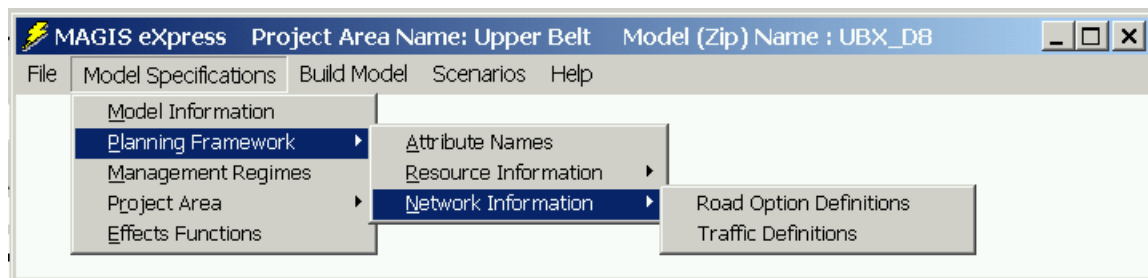 MAGIS eXpress Project Area Name: Upper Belt Model (Zip) Name : UBX_D8
File Model Specifications Build Model Scenarios Help
Model Information
Planning Framework
Attribute Names
Management Regimes
Resource Information
Project Area
Network Information
Road Option Definitions
Effects Functions
Traffic Definitions